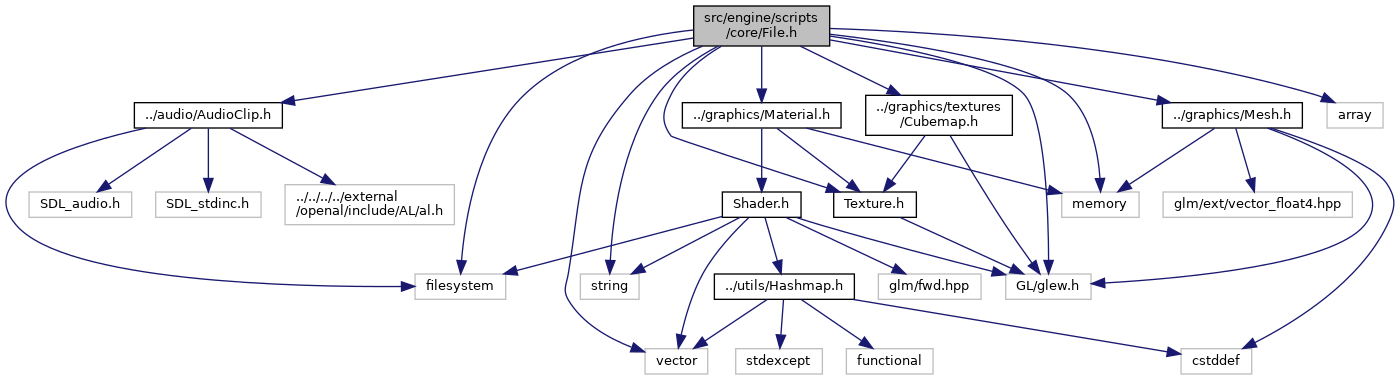 src/engine/scripts
/core/File.h
../audio/AudioClip.h
../graphics/Material.h
../graphics/textures
/Cubemap.h
../graphics/Mesh.h
array
SDL_audio.h
SDL_stdinc.h
../../../../external
/openal/include/AL/al.h
Shader.h
Texture.h
memory
glm/ext/vector_float4.hpp
filesystem
string
../utils/Hashmap.h
glm/fwd.hpp
GL/glew.h
vector
stdexcept
functional
cstddef